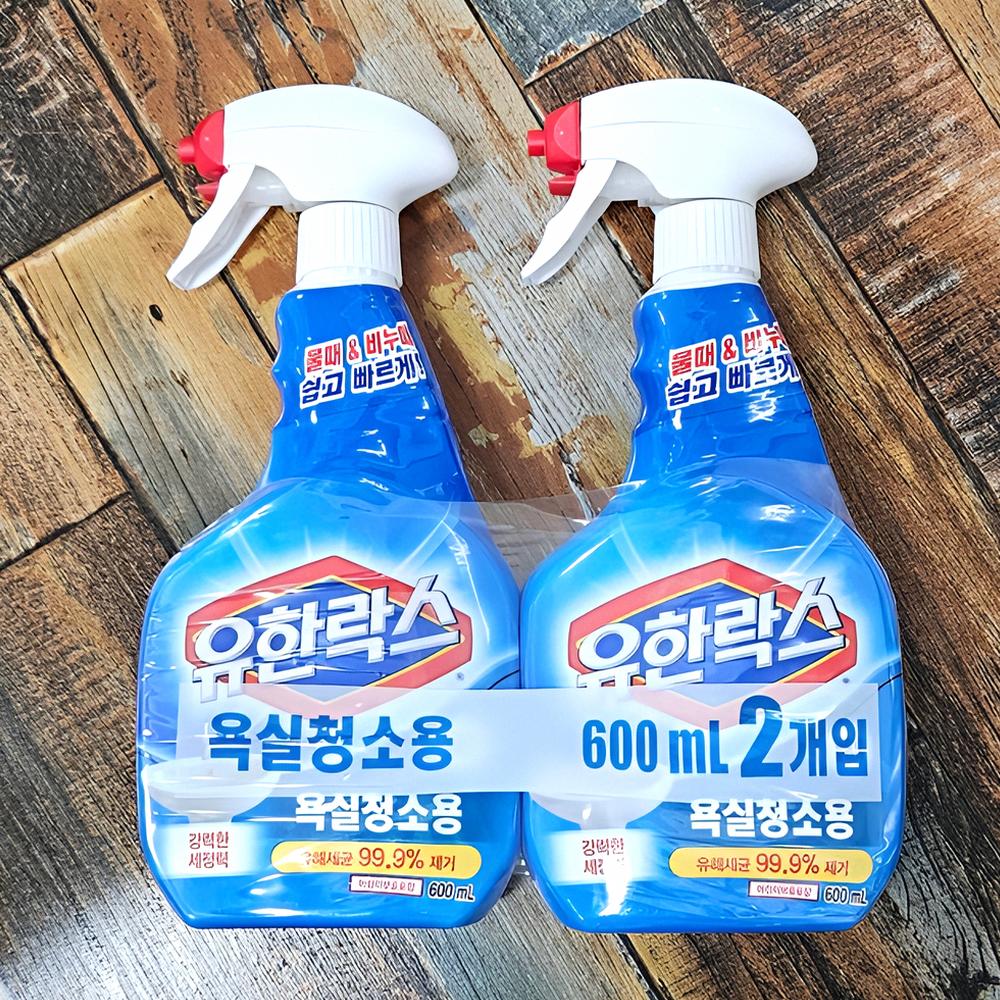 물때 & 비누때
쉽고 빠르게!
유한락스
욕실청소용
욕실청소용
강력한
세정력
유해세균 99.9% 제거
600 mL
물때 & 비누
쉽고 빠르게
유한락스
600 mL 2개입
욕실청소용
강력한
유해세균 99.9% 제거
600 mL